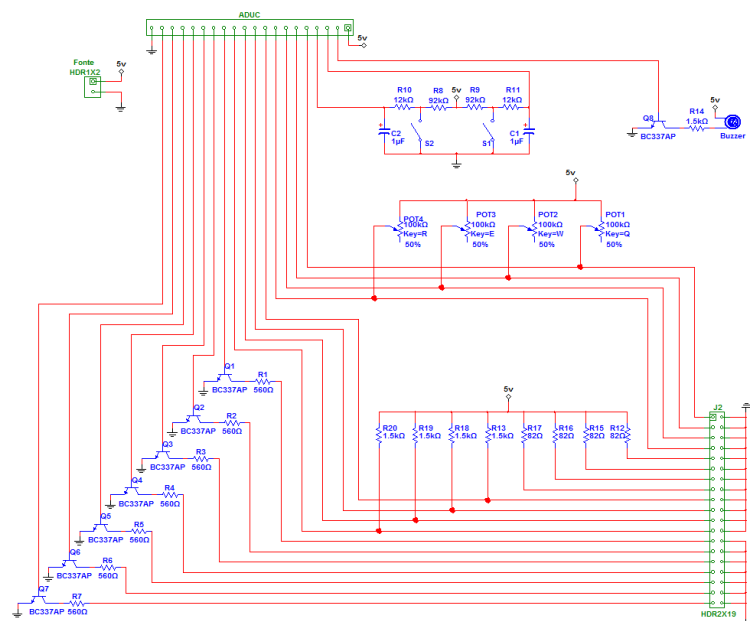 ADUC
5v
Fonte
HDR1X2
5v
R10
12kΩ
R8
92kΩ
5v
R9
92kΩ
R11
12kΩ
C2
1µF
S2
S1
C1
1µF
Q8
BC337AP
R14
1.5kΩ
5v
Buzzer
5v
POT4
100kΩ
Key=R
50%
POT3
100kΩ
Key=E
50%
POT2
100kΩ
Key=W
50%
POT1
100kΩ
Key=Q
50%
Q1
BC337AP
R1
560Ω
Q2
BC337AP
R2
560Ω
Q3
BC337AP
R3
560Ω
Q4
BC337AP
R4
560Ω
Q5
BC337AP
R5
560Ω
Q6
BC337AP
R6
560Ω
Q7
BC337AP
R7
560Ω
5v
R20
1.5kΩ
R19
1.5kΩ
R18
1.5kΩ
R13
1.5kΩ
R17
82Ω
R16
82Ω
R15
82Ω
R12
82Ω
J2
HDR2X19